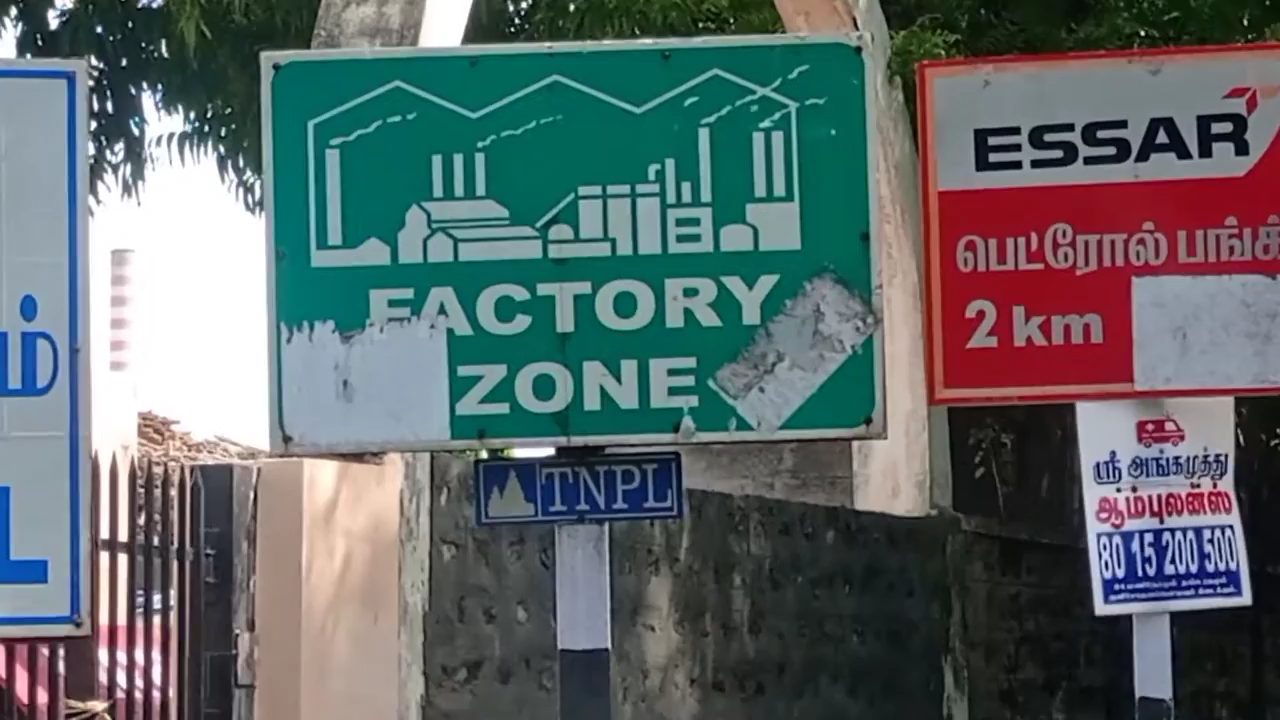 ம்
L
FACTORY
ZONE
TNPL
ESSAR
பெட்ரோல் பங்க்
2 km
ஸ்ரீ அங்கமுத்து
ஆம்புலன்ஸ்
80 15 200 500